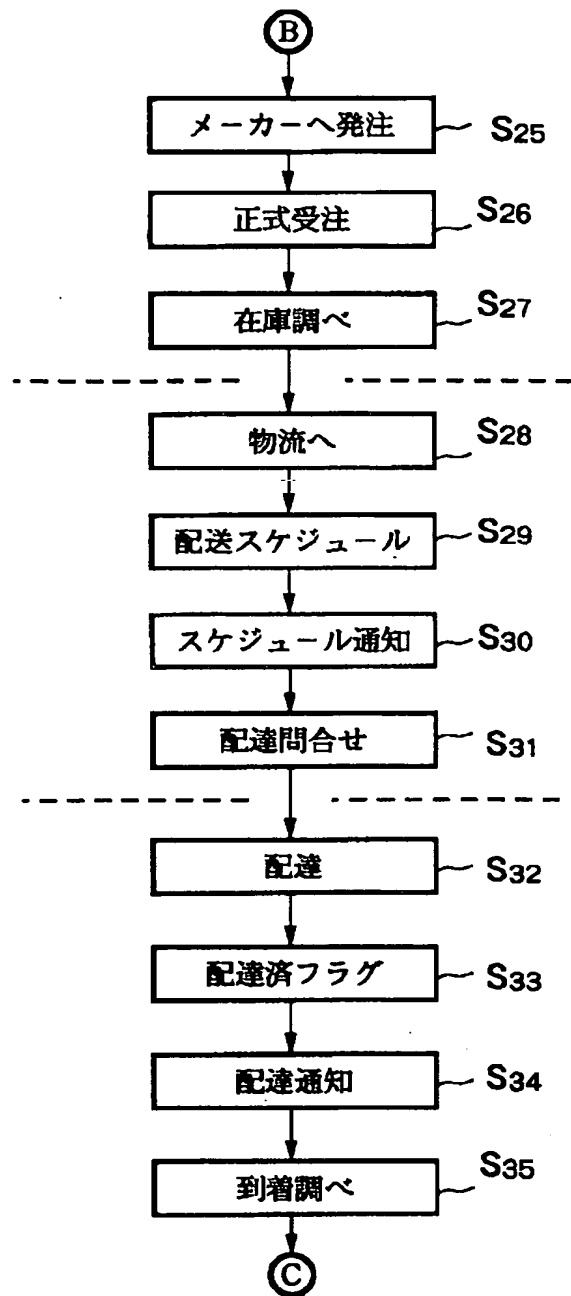 B
メーカーへ発注 S25
正式受注 S26
在庫調べ S27
物流へ S28
配送スケジュール S29
スケジュール通知 S30
配達問合せ S31
配達 S32
配達済フラグ S33
配達通知 S34
到着調べ S35
C